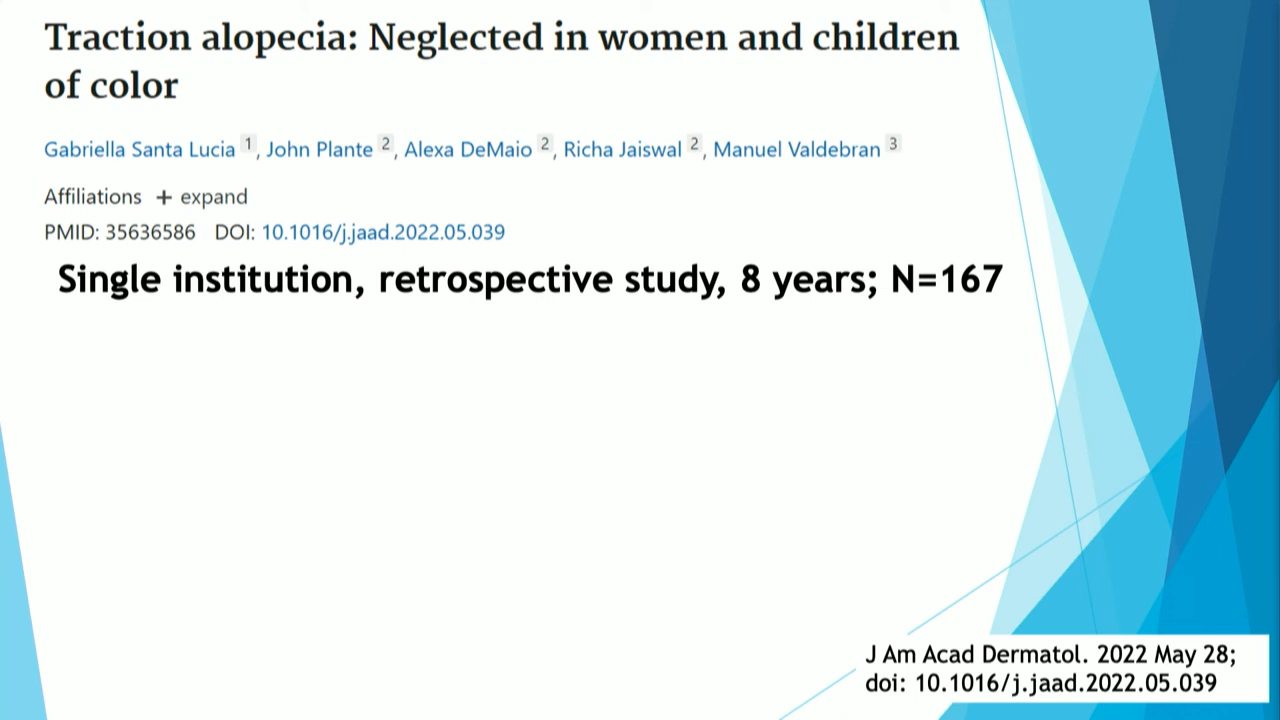 Traction alopecia: Neglected in women and children
of color
Gabriella Santa Lucia 1, John Plante 2, Alexa DeMaio 2, Richa Jaiswal 2, Manuel Valdebran 3
Affiliations + expand
PMID: 35636586 DOI: 10.1016/j.jaad.2022.05.039
Single institution, retrospective study, 8 years; N=167
J Am Acad Dermatol. 2022 May 28;
doi: 10.1016/j.jaad.2022.05.039